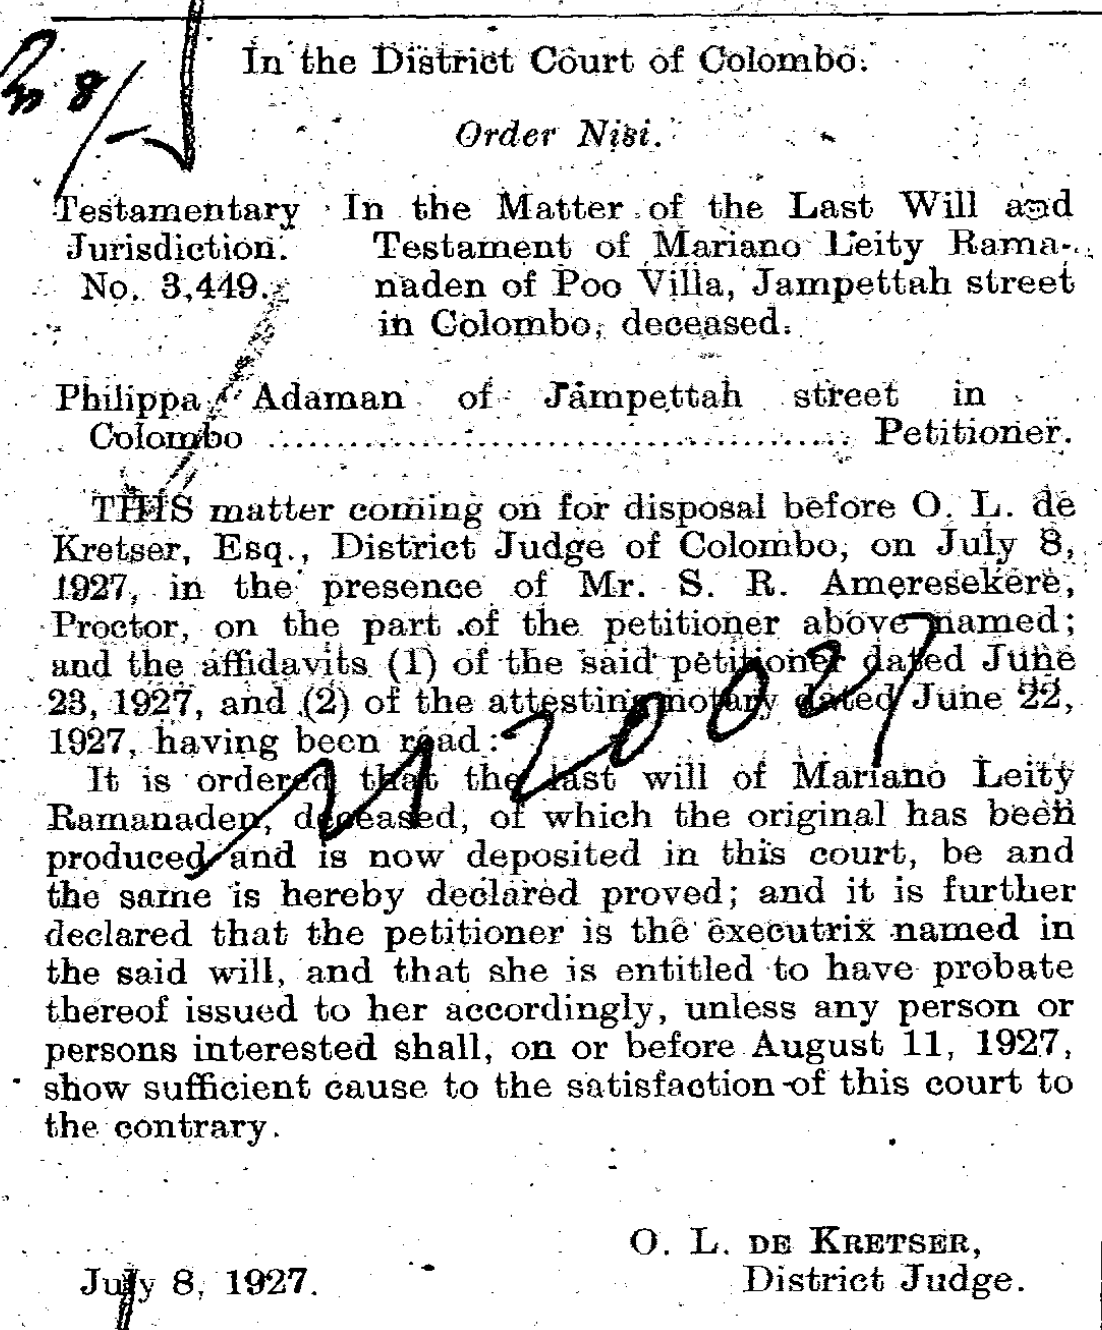 In the District Court of Colombo.
Order Nisi.
Testamentary Jurisdiction. No. 3,449.
In the Matter of the Last Will and
Testament of Mariano Leity Rama-
naden of Poo Villa, Jampettah street
in Colombo, deceased.
Philippa Adaman of Jampettah street in
Colombo ........................................ Petitioner.
THIS matter coming on for disposal before O. L. de
Kretser, Esq., District Judge of Colombo, on July 8,
1927, in the presence of Mr. S. R. Ameresekere,
Proctor, on the part of the petitioner above named;
and the affidavits (1) of the said petitioner dated June
23, 1927, and (2) of the attesting notary dated June 22,
1927, having been read:
It is ordered that the last will of Mariano Leity
Ramanaden, deceased, of which the original has been
produced and is now deposited in this court, be and
the same is hereby declared proved; and it is further
declared that the petitioner is the executrix named in
the said will, and that she is entitled to have probate
thereof issued to her accordingly, unless any person or
persons interested shall, on or before August 11, 1927,
show sufficient cause to the satisfaction of this court to
the contrary.
O. L. DE KRETSER,
July 8, 1927. District Judge.